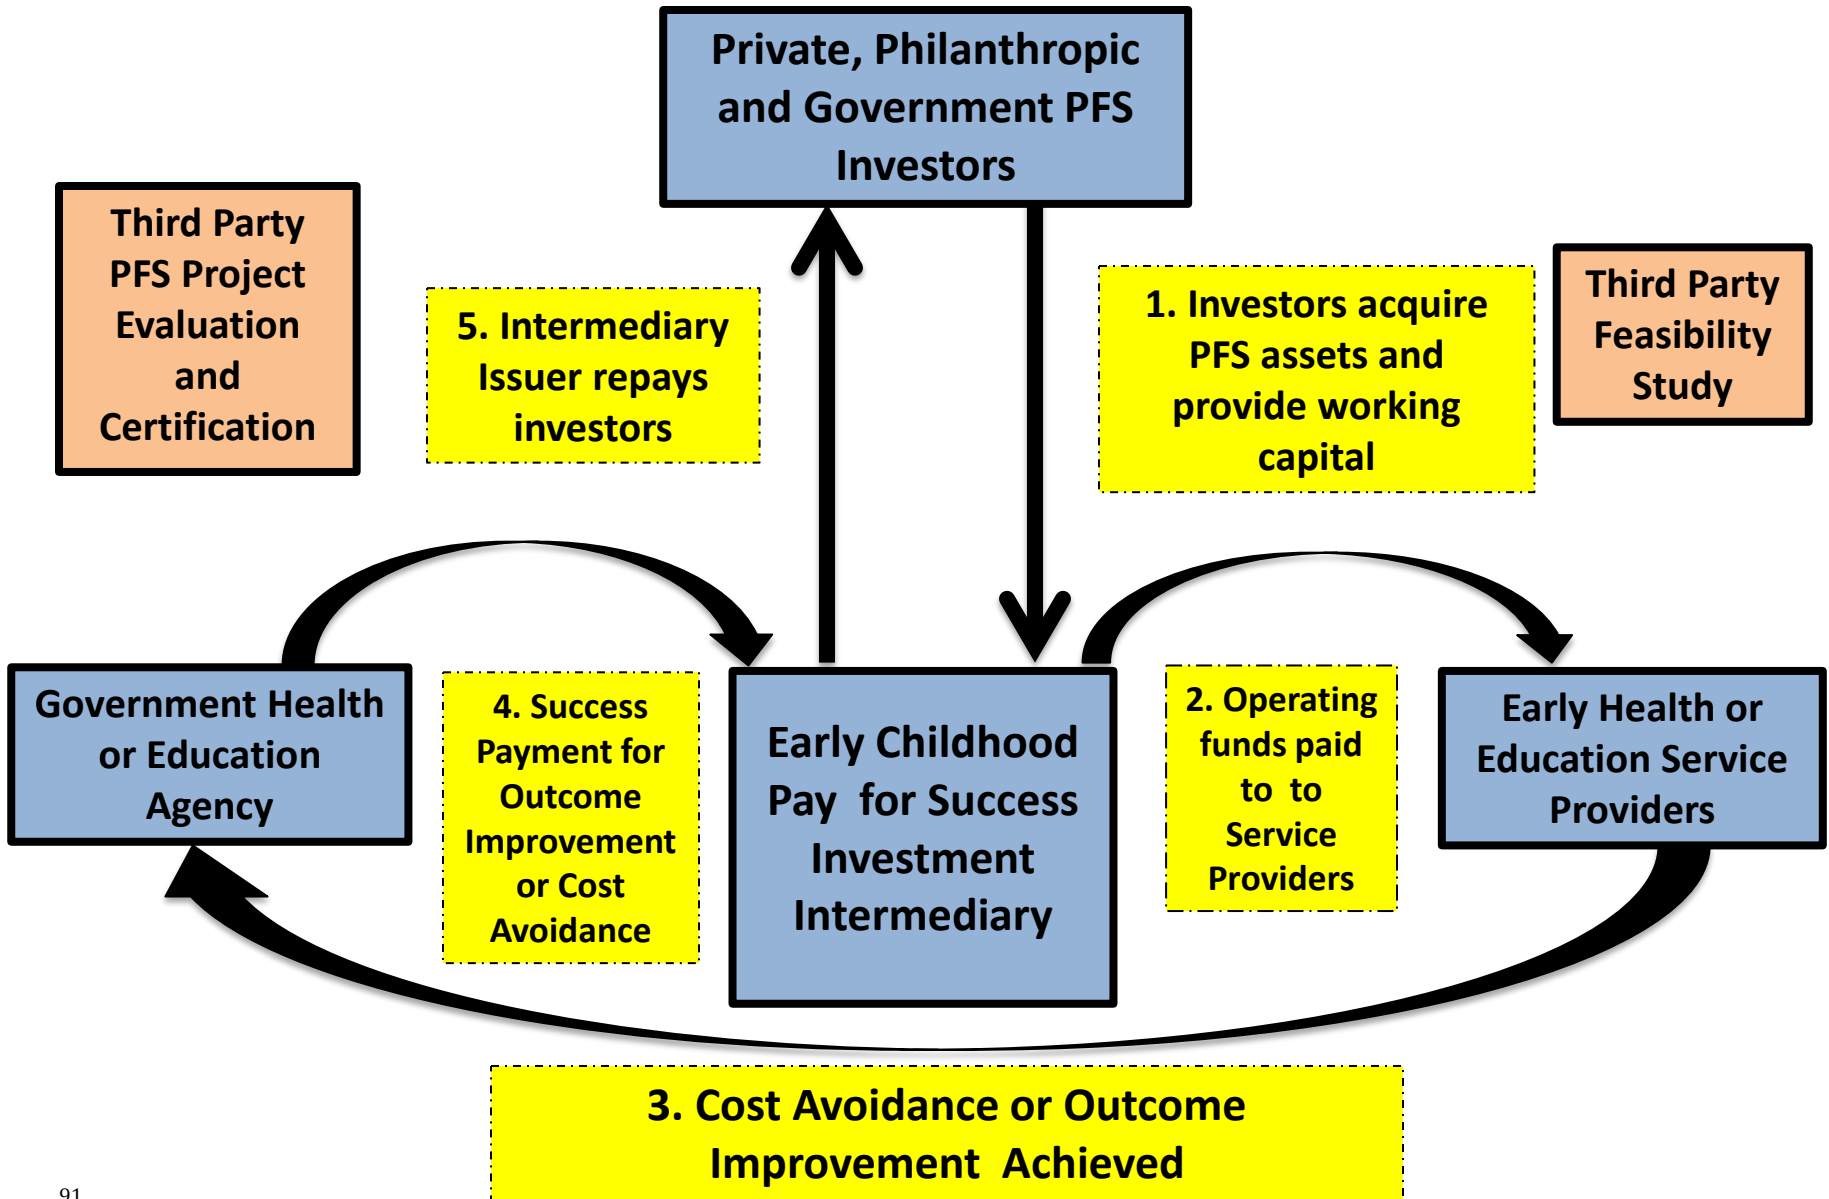 Private, Philanthropic
and Government PFS
Investors
Third Party
PFS Project
Evaluation
and
Certification
5. Intermediary
Issuer repays
investors
1. Investors acquire
PFS assets and
provide working
capital
Third Party
Feasibility
Study
Government Health
or Education
Agency
4. Success
Payment for
Outcome
Improvement
or Cost
Avoidance
Early Childhood
Pay  for Success
Investment
Intermediary
2. Operating
funds paid
to  to
Service
Providers
Early Health or
Education Service
Providers
3. Cost Avoidance or Outcome
Improvement  Achieved
91